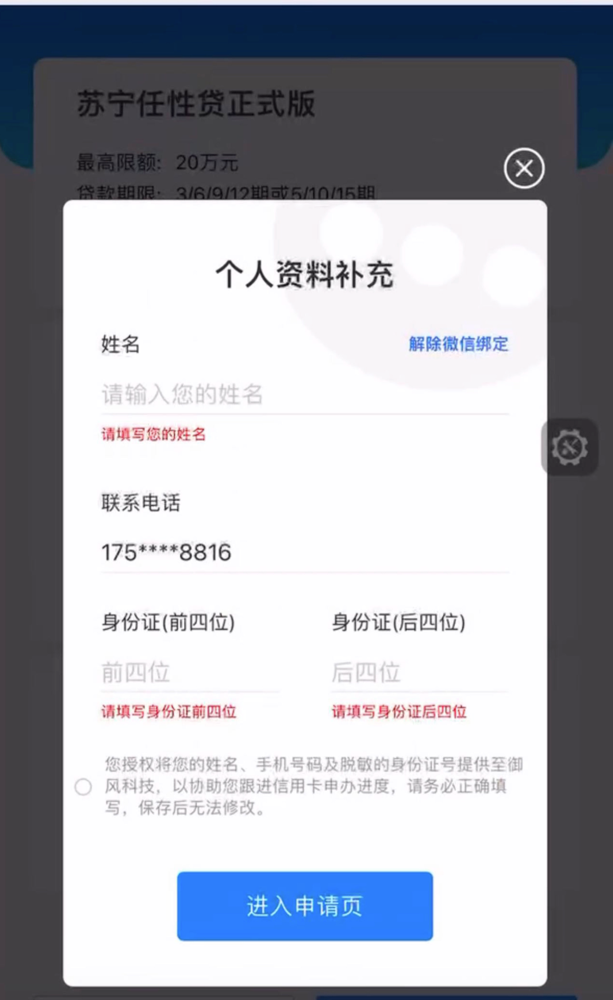 苏宁任性贷正式版
最高限额: 20万元
贷款期限: 3/6/9/12期或5/10/15期
个人资料补充
姓名
解除微信绑定
请输入您的姓名
请填写您的姓名
联系电话
175****8816
身份证(前四位) 身份证(后四位)
前四位 后四位
请填写身份证前四位 请填写身份证后四位
您授权将您的姓名、手机号码及脱敏的身份证号提供至御
风科技，以协助您跟进信用卡申办进度，请务必正确填
写，保存后无法修改。
进入申请页